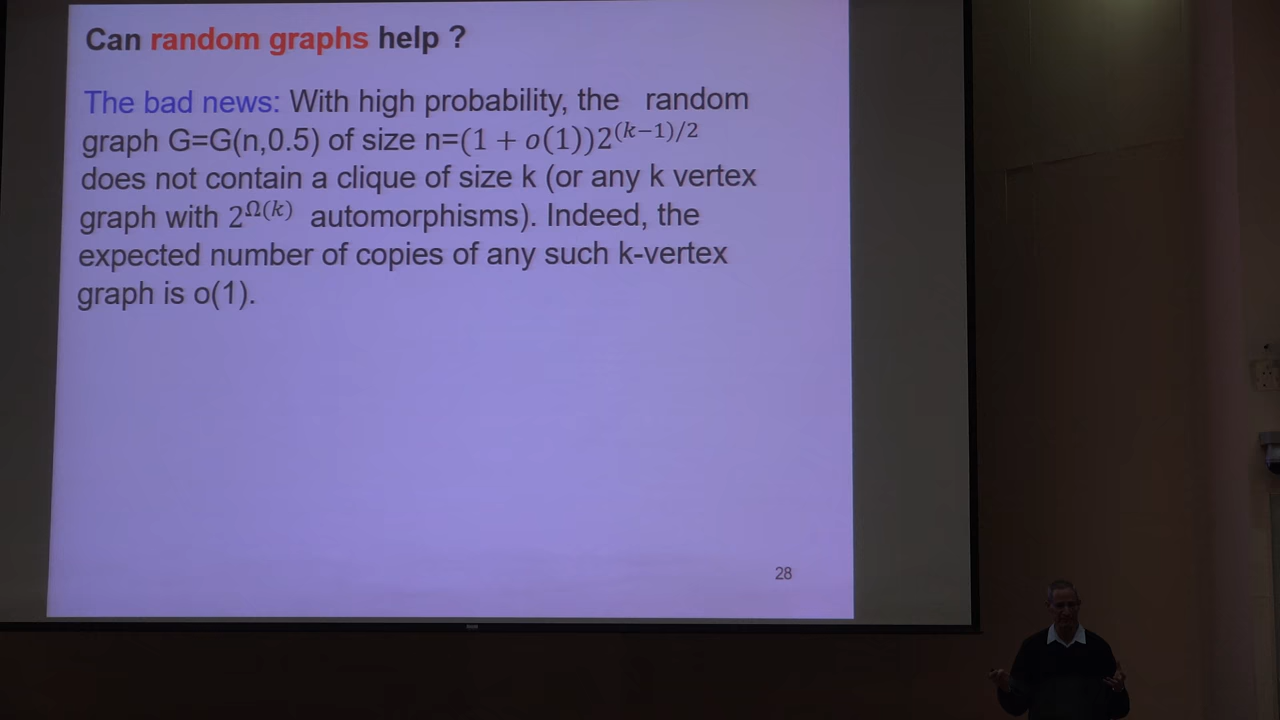 Can random graphs help ?
The bad news: With high probability, the random
graph G=G(n,0.5) of size n=(1 + o(1))2^{(k−1)/2}
does not contain a clique of size k (or any k vertex
graph with 2^{Ω(k)} automorphisms). Indeed, the
expected number of copies of any such k-vertex
graph is o(1).
28